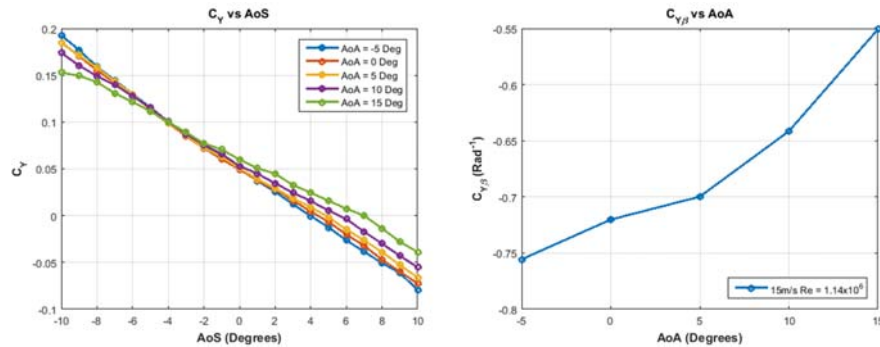 C_Y vs AoS
0.2
0.15
0.1
0.05
0
-0.05
-0.1
C_Y
-10 -8 -6 -4 -2 0 2 4 6 8 10
AoS (Degrees)
AoA = -5 Deg
AoA = 0 Deg
AoA = 5 Deg
AoA = 10 Deg
AoA = 15 Deg
C_Yβ vs AoA
-0.55
-0.6
-0.65
-0.7
-0.75
-0.8
C_Yβ (Rad⁻¹)
-5 0 5 10 15
AoA (Degrees)
15m/s Re = 1.14x10⁶